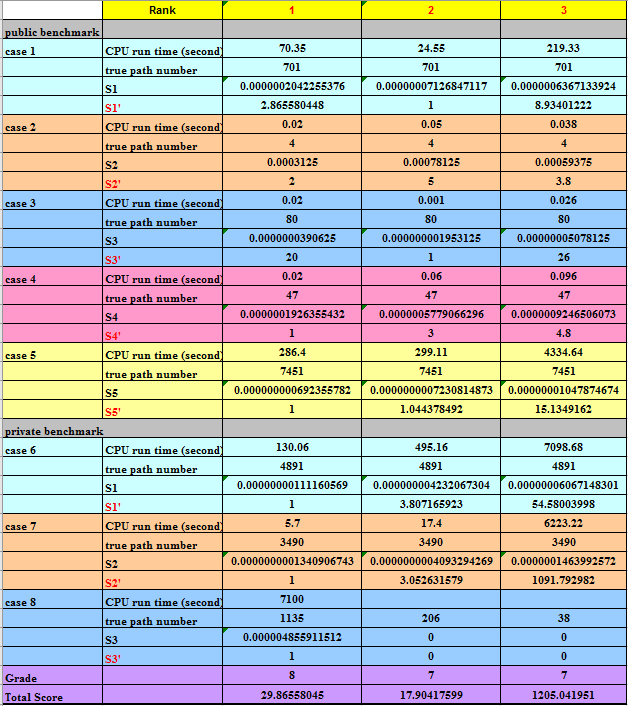 Rank 1 2 3
public benchmark
case 1 CPU run time (second) 70.35 24.55 219.33
true path number 701 701 701
S1 0.0000002042255376 0.00000007126847117 0.0000006367133924
S1' 2.865580448 1 8.93401222
case 2 CPU run time (second) 0.02 0.05 0.038
true path number 4 4 4
S2 0.0003125 0.00078125 0.00059375
S2' 2 5 3.8
case 3 CPU run time (second) 0.02 0.001 0.026
true path number 80 80 80
S3 0.0000000390625 0.000000001953125 0.00000005078125
S3' 20 1 26
case 4 CPU run time (second) 0.02 0.06 0.096
true path number 47 47 47
S4 0.0000001926355432 0.0000005779066296 0.0000009246506073
S4' 1 3 4.8
case 5 CPU run time (second) 286.4 299.11 4334.64
true path number 7451 7451 7451
S5 0.000000000692355782 0.0000000007230814873 0.00000001047874674
S5' 1 1.044378492 15.1349162
private benchmark
case 6 CPU run time (second) 130.06 495.16 7098.68
true path number 4891 4891 4891
S1 0.00000000111160569 0.000000004232067304 0.00000006067148301
S1' 1 3.807165923 54.58003998
case 7 CPU run time (second) 5.7 17.4 6223.22
true path number 3490 3490 3490
S2 0.0000000001340906743 0.0000000004093294269 0.0000001463992572
S2' 1 3.052631579 1091.792982
case 8 CPU run time (second) 7100
true path number 1135 206 38
S3 0.000004855911512 0 0
S3' 1 0 0
Grade 8 7 7
Total Score 29.86558045 17.90417599 1205.041951